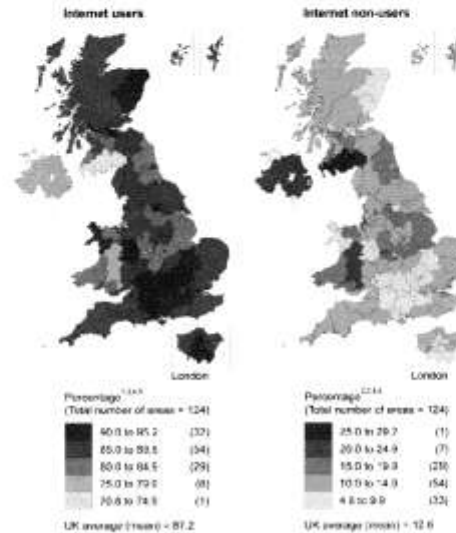 Internet users
Internet non-users
London
London
Percentage
(Total number of areas = 124)
90.0 to 95.2 (32)
85.0 to 89.9 (54)
80.0 to 84.9 (29)
75.0 to 79.9 (8)
70.8 to 74.9 (1)
UK average (mean) = 87.2
Percentage
(Total number of areas = 124)
25.0 to 29.2 (1)
20.0 to 24.9 (7)
15.0 to 19.9
10.0 to 14.9 (54)
4.8 to 9.9 (33)
UK average (mean) = 12.6